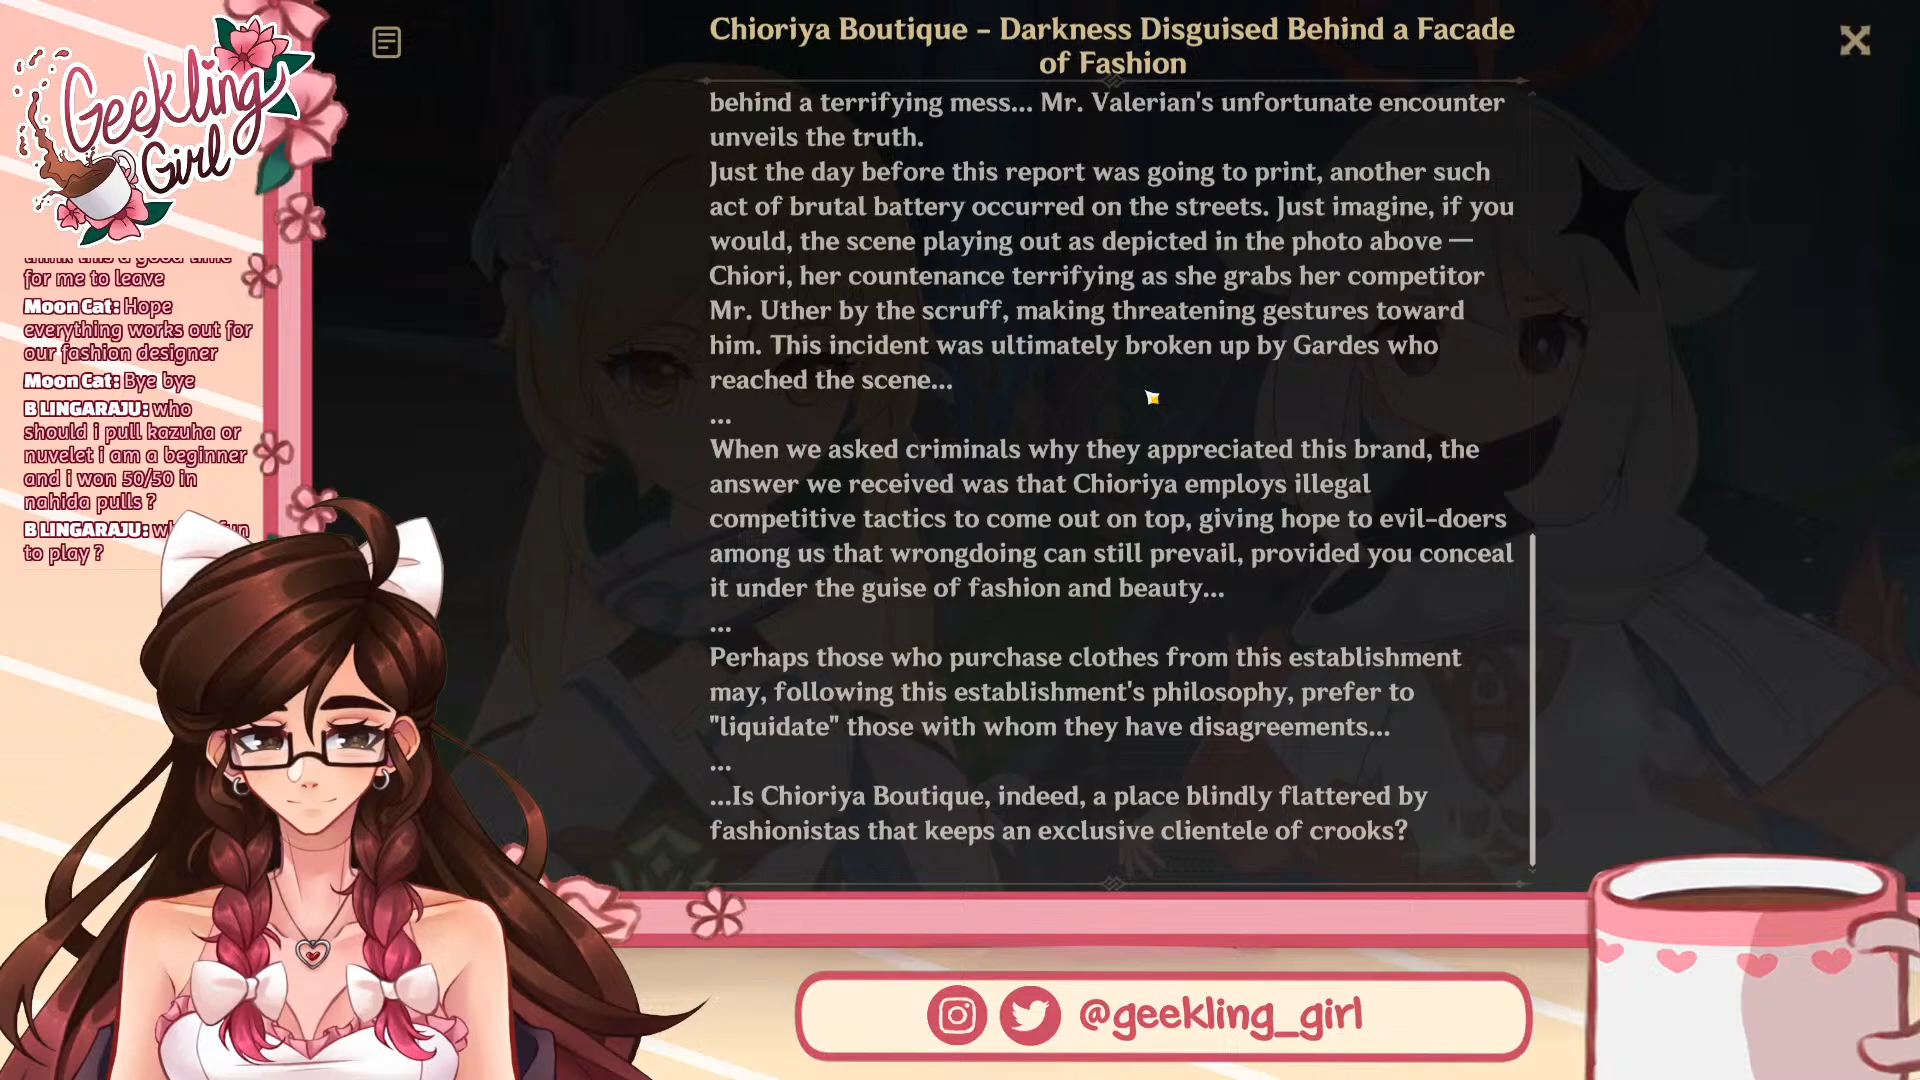 Geekling
Girl
think this a good time
for me to leave
Moon Cat: Hope
everything works out for
our fashion designer
Moon Cat: Bye bye
B LINGARAJU: who
should i pull kazuha or
nuvelet i am a beginner
and i won 50/50 in
nahida pulls ?
B LINGARAJU:
to play ?
Chioriya Boutique – Darkness Disguised Behind a Facade
of Fashion
behind a terrifying mess... Mr. Valerian's unfortunate encounter
unveils the truth.
Just the day before this report was going to print, another such
act of brutal battery occurred on the streets. Just imagine, if you
would, the scene playing out as depicted in the photo above —
Chiori, her countenance terrifying as she grabs her competitor
Mr. Uther by the scruff, making threatening gestures toward
him. This incident was ultimately broken up by Gardes who
reached the scene...
...
When we asked criminals why they appreciated this brand, the
answer we received was that Chioriya employs illegal
competitive tactics to come out on top, giving hope to evil-doers
among us that wrongdoing can still prevail, provided you conceal
it under the guise of fashion and beauty...
...
Perhaps those who purchase clothes from this establishment
may, following this establishment's philosophy, prefer to
"liquidate" those with whom they have disagreements...
...
...Is Chioriya Boutique, indeed, a place blindly flattered by
fashionistas that keeps an exclusive clientele of crooks?
@geekling_girl